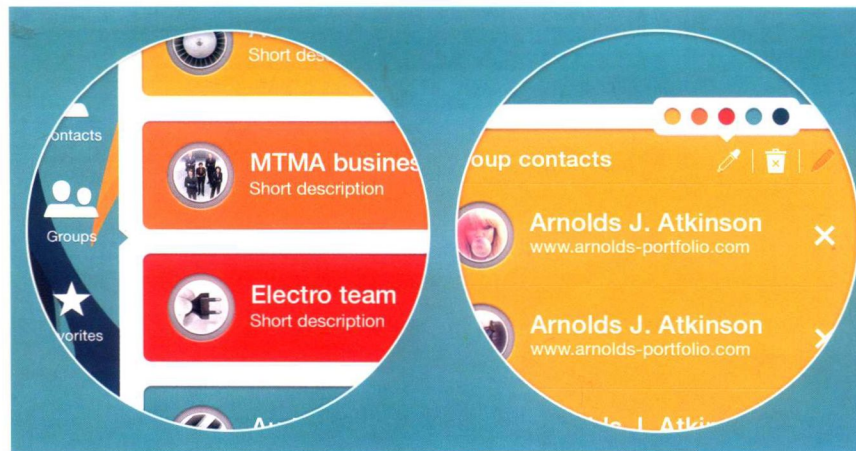 Short des
ontacts
MTMA busines
Short description
Groups
Electro team
Short description
vorites
oup contacts
Arnolds J. Atkinson
www.arnolds-portfolio.com
Arnolds J. Atkinson
www.arnolds-portfolio.com